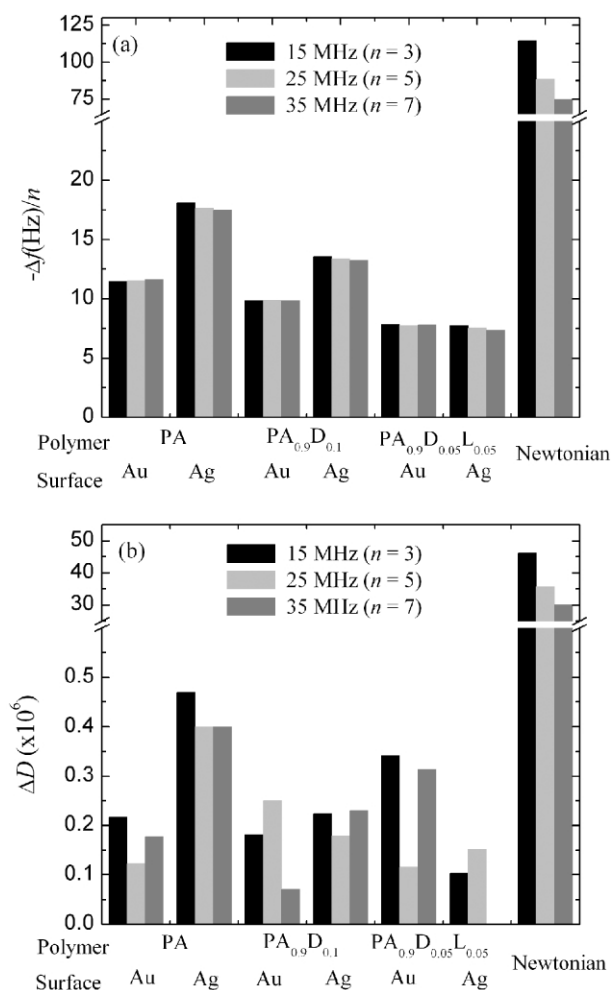 (a)
15 MHz (n = 3)
25 MHz (n = 5)
35 MHz (n = 7)
125
100
75
20
15
10
5
0
-Δf(Hz)/n
Polymer PA PA0.9D0.1 PA0.9D0.05L0.05 Newtonian
Surface Au Ag Au Ag Au Ag
(b)
15 MHz (n = 3)
25 MHz (n = 5)
35 MHz (n = 7)
50
40
30
0.5
0.4
0.3
0.2
0.1
0.0
ΔD (x10⁶)
Polymer PA PA0.9D0.1 PA0.9D0.05L0.05
Surface Au Ag Au Ag Au Ag Newtonian